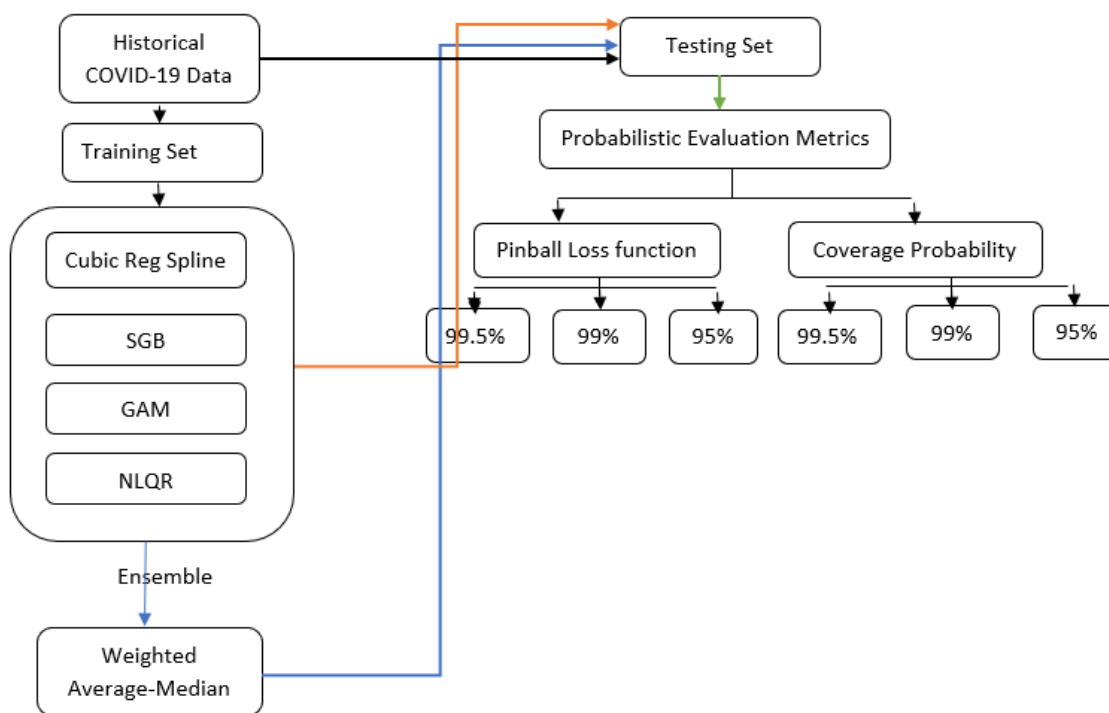 Historical
COVID-19 Data
Training Set
Cubic Reg Spline
SGB
GAM
NLQR
Ensemble
Weighted
Average-Median
Testing Set
Probabilistic Evaluation Metrics
Pinball Loss function
Coverage Probability
99.5%
99%
95%
99.5%
99%
95%